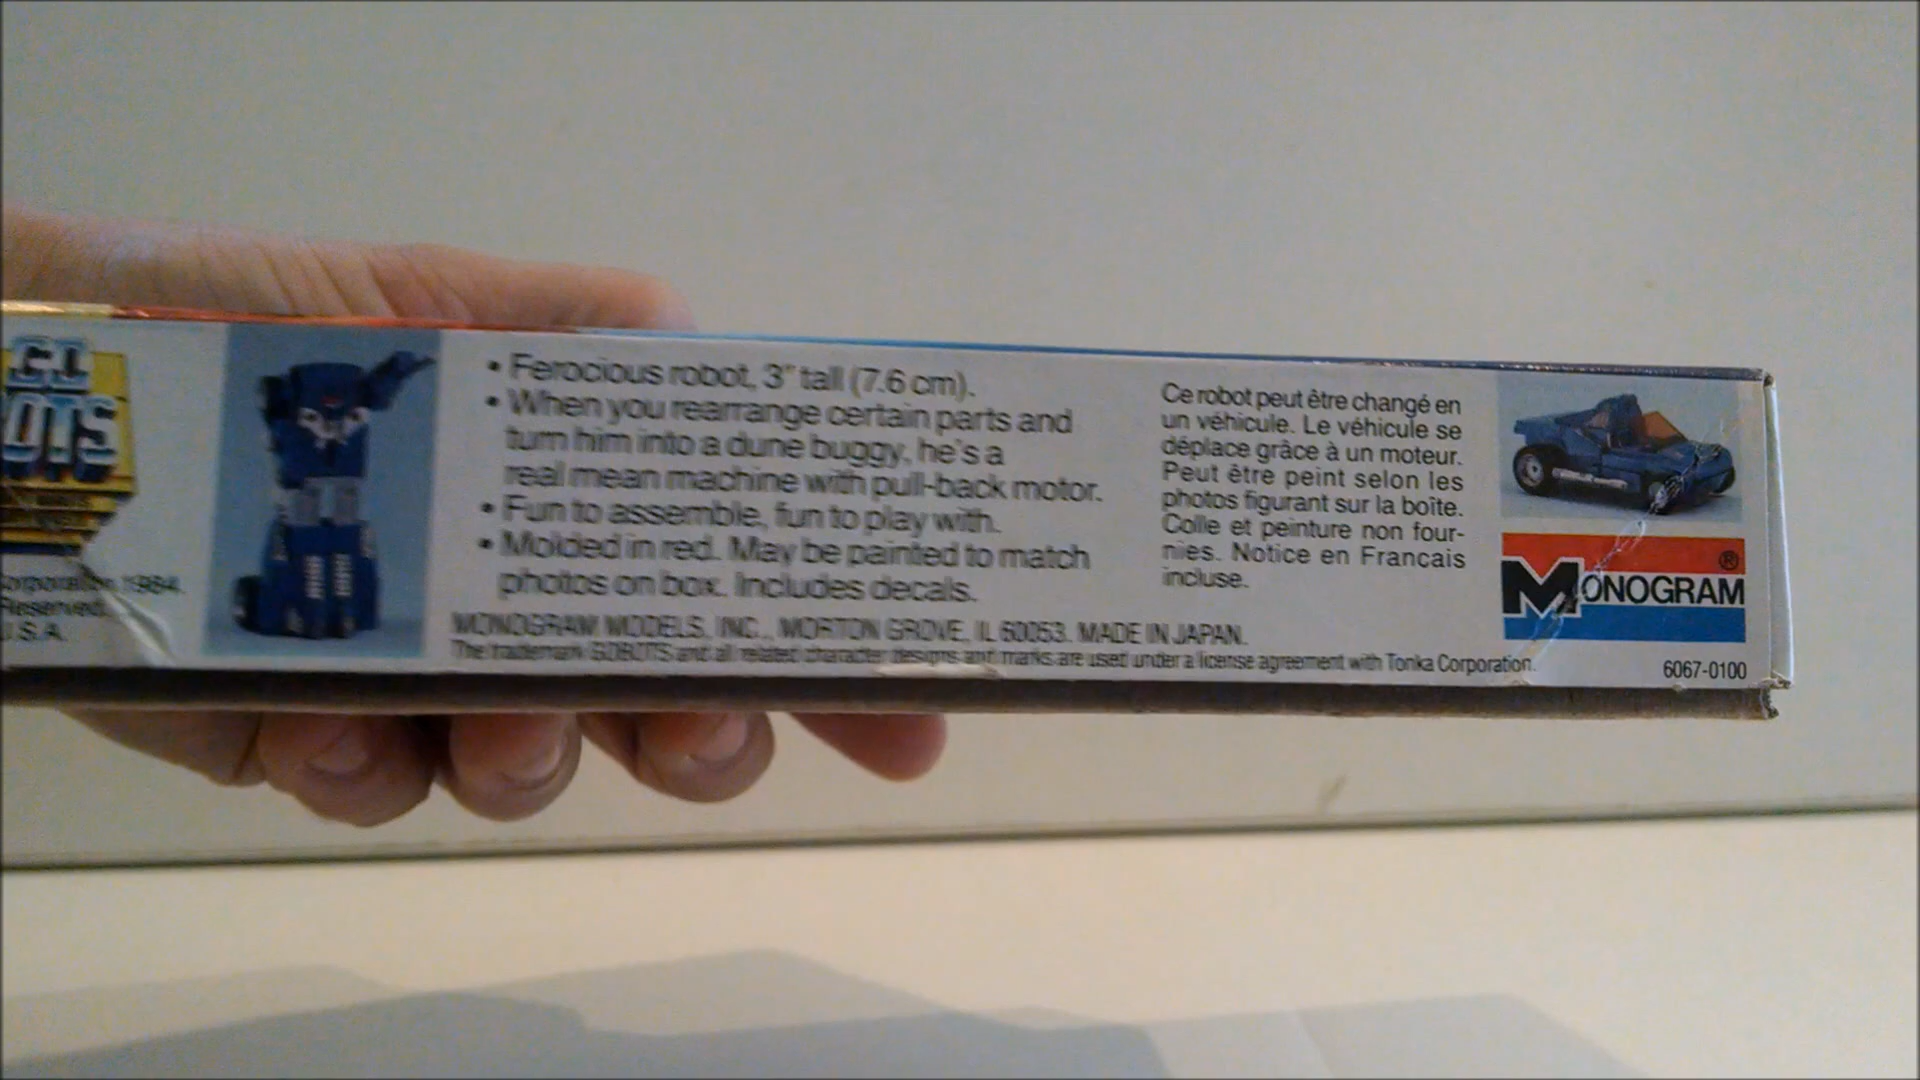 BOTS
1984.
Reserved.
U.S.A.
• Ferocious robot, 3" tall (7.6 cm).
• When you rearrange certain parts and
turn him into a dune buggy, he's a
real mean machine with pull-back motor.
• Fun to assemble, fun to play with.
• Molded in red. May be painted to match
photos on box. Includes decals.
MONOGRAM MODELS, INC., MORTON GROVE, IL 60053. MADE IN JAPAN.
The trademark GOBOTS and all related character designs and marks are used under a license agreement with Tonka Corporation.
Ce robot peut être changé en
un véhicule. Le véhicule se
déplace grâce à un moteur.
Peut être peint selon les
photos figurant sur la boîte.
Colle et peinture non four-
nies. Notice en Francais
incluse.
MONOGRAM®
6067-0100